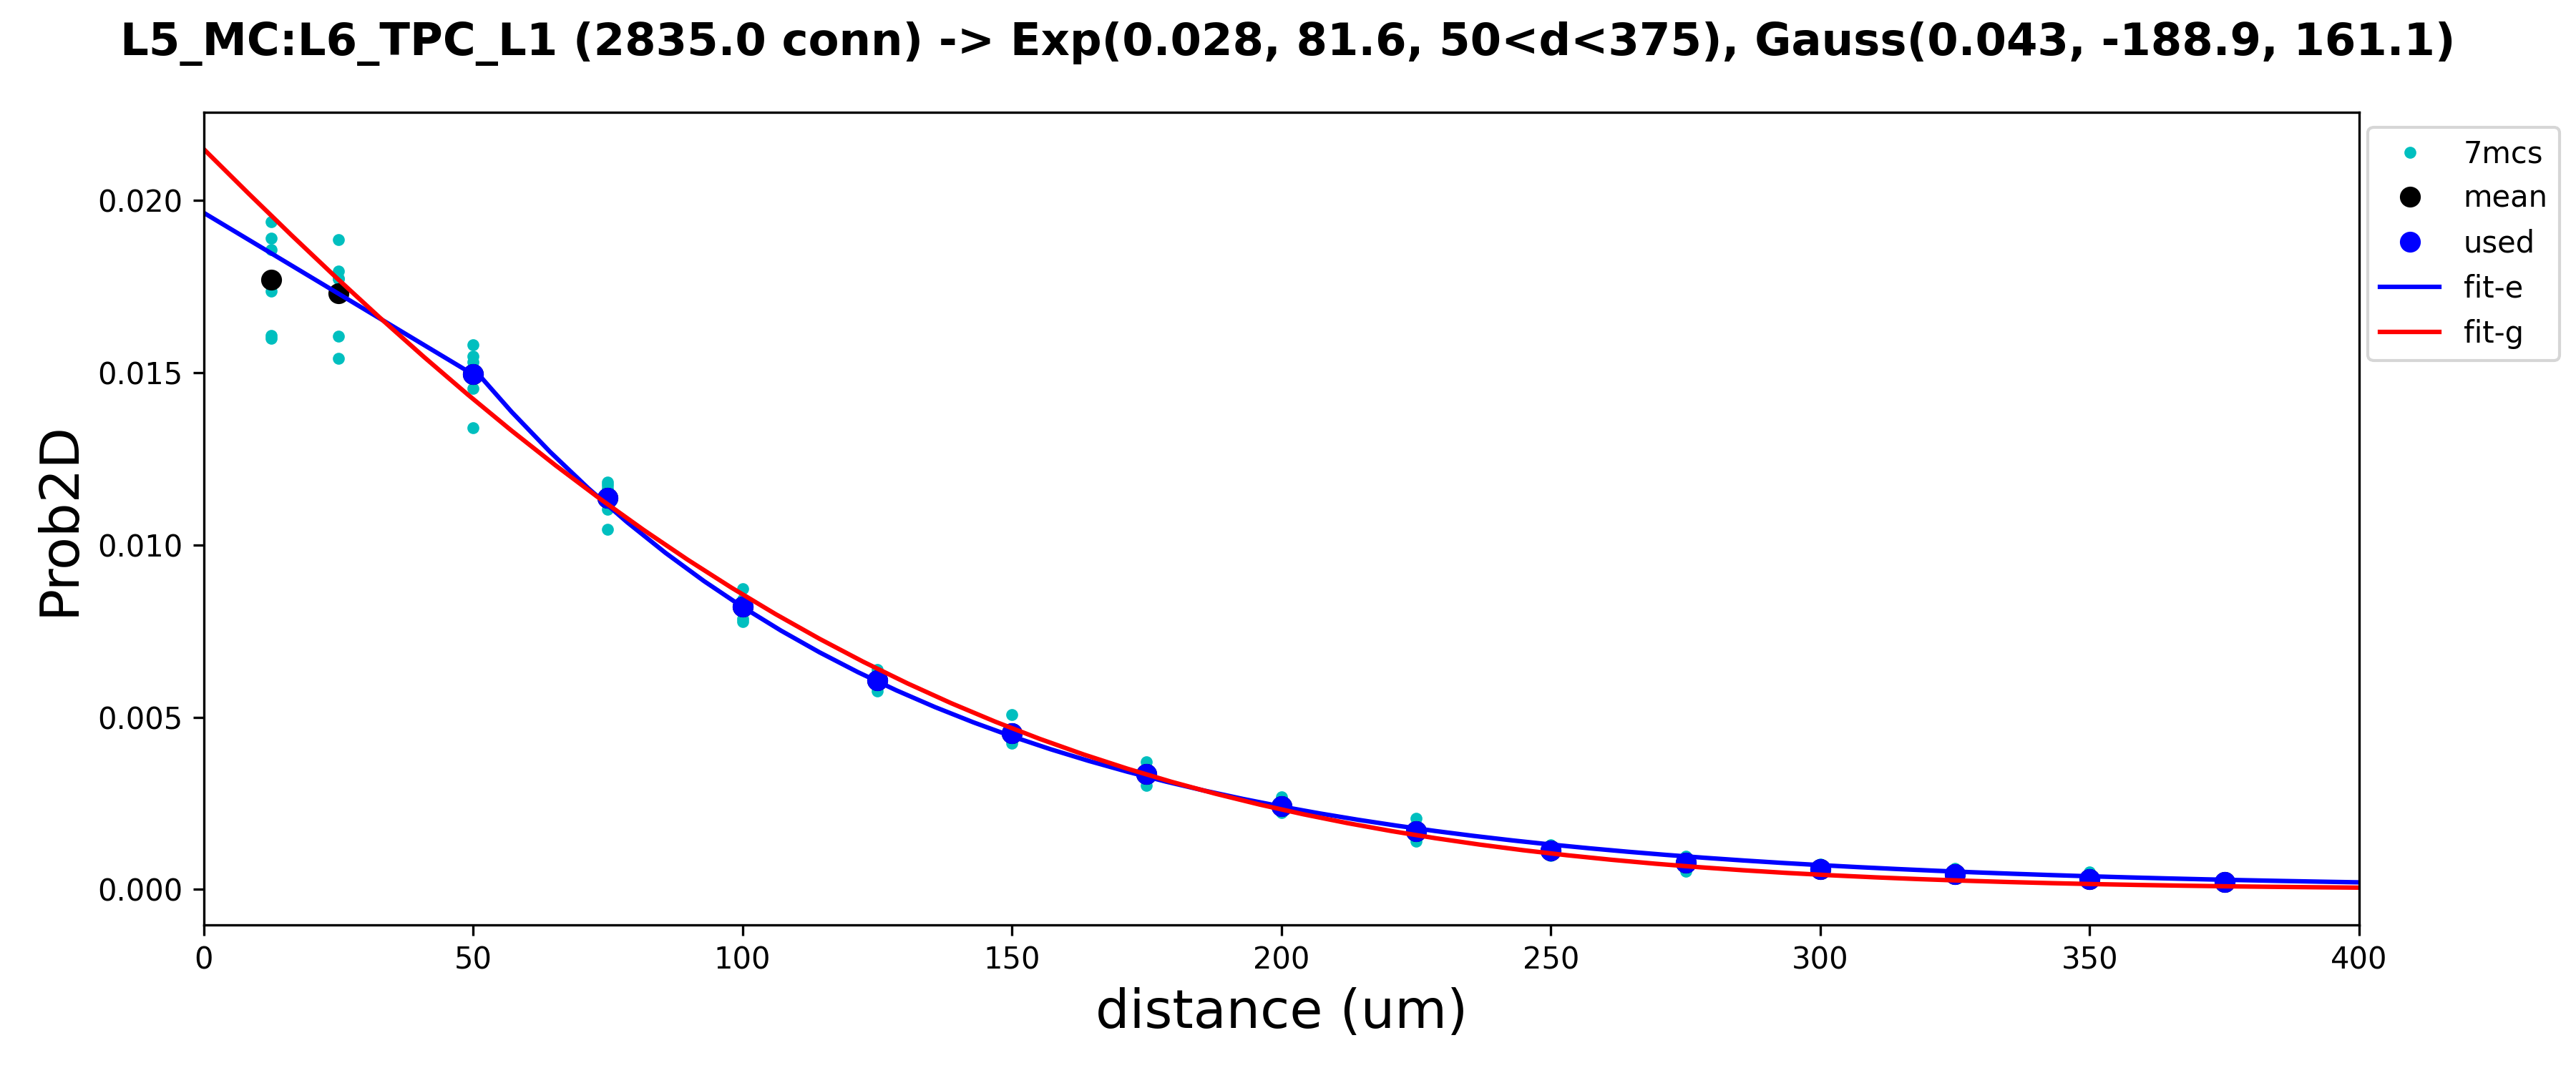 L5_MC:L6_TPC_L1 (2835.0 conn) -> Exp(0.028, 81.6, 50<d<375), Gauss(0.043, -188.9, 161.1)
7mcs
mean
used
fit-e
fit-g
Prob2D
0.020
0.015
0.010
0.005
0.000
0 50 100 150 200 250 300 350 400
distance (um)